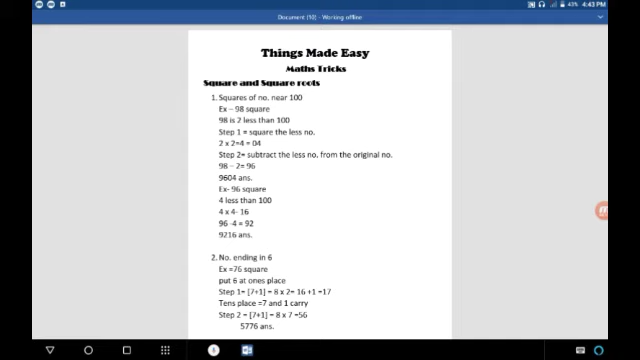 43% 4:43 PM
Document (10) - Working offline
Things Made Easy
Maths Tricks
Square and Square roots
1. Squares of no. near 100
Ex – 98 square
98 is 2 less than 100
Step 1 = square the less no.
2 x 2=4 = 04
Step 2= subtract the less no. from the original no.
98 – 2= 96
9604 ans.
Ex- 96 square
4 less than 100
4 x 4- 16
96 -4 = 92
9216 ans.
2. No. ending in 6
Ex =76 square
put 6 at ones place
Step 1= [7+1] = 8 x 2= 16 +1 =17
Tens place =7 and 1 carry
Step 2 = [7+1] = 8 x 7 =56
5776 ans.